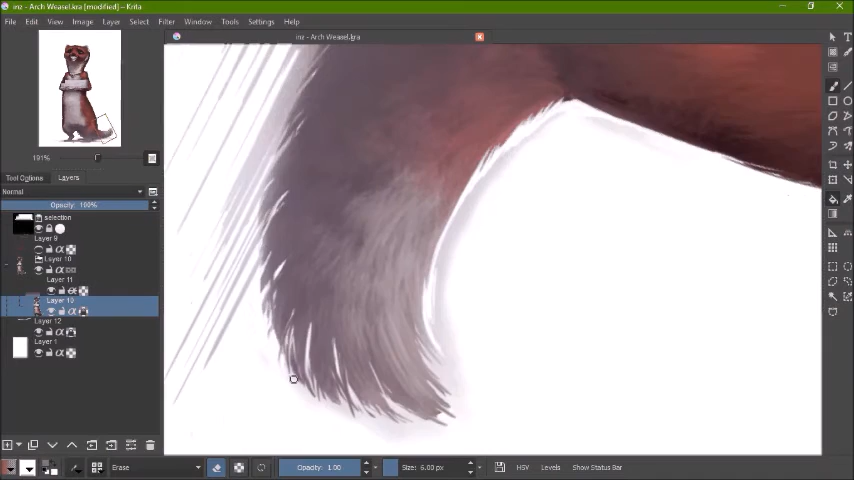 inz - Arch Weasel.kra [modified] - Krita
File Edit View Image Layer Select Filter Window Tools Settings Help
inz - Arch Weasel.kra
191%
Tool Options Layers
Normal
Opacity: 100%
selection
Layer 9
Layer 10
Layer 11
Layer 10
Layer 12
Layer 1
Erase
Opacity: 1.00
Size: 6.00 px
HSV
Levels
Show Status Bar